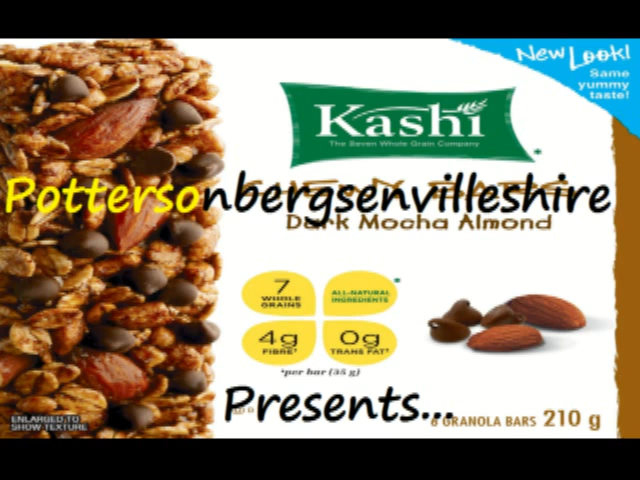 New Look!
Same
yummy
taste!
Kashi
The Seven Whole Grain Company
Pottersonbergsenvilleshire
Dark Mocha Almond
7
WHOLE
GRAINS
ALL-NATURAL
INGREDIENTS
*
4g
FIBRE†
0g
TRANS FAT†
*per bar (35 g)
Presents...
ENLARGED TO
SHOW TEXTURE
6 GRANOLA BARS 210 g